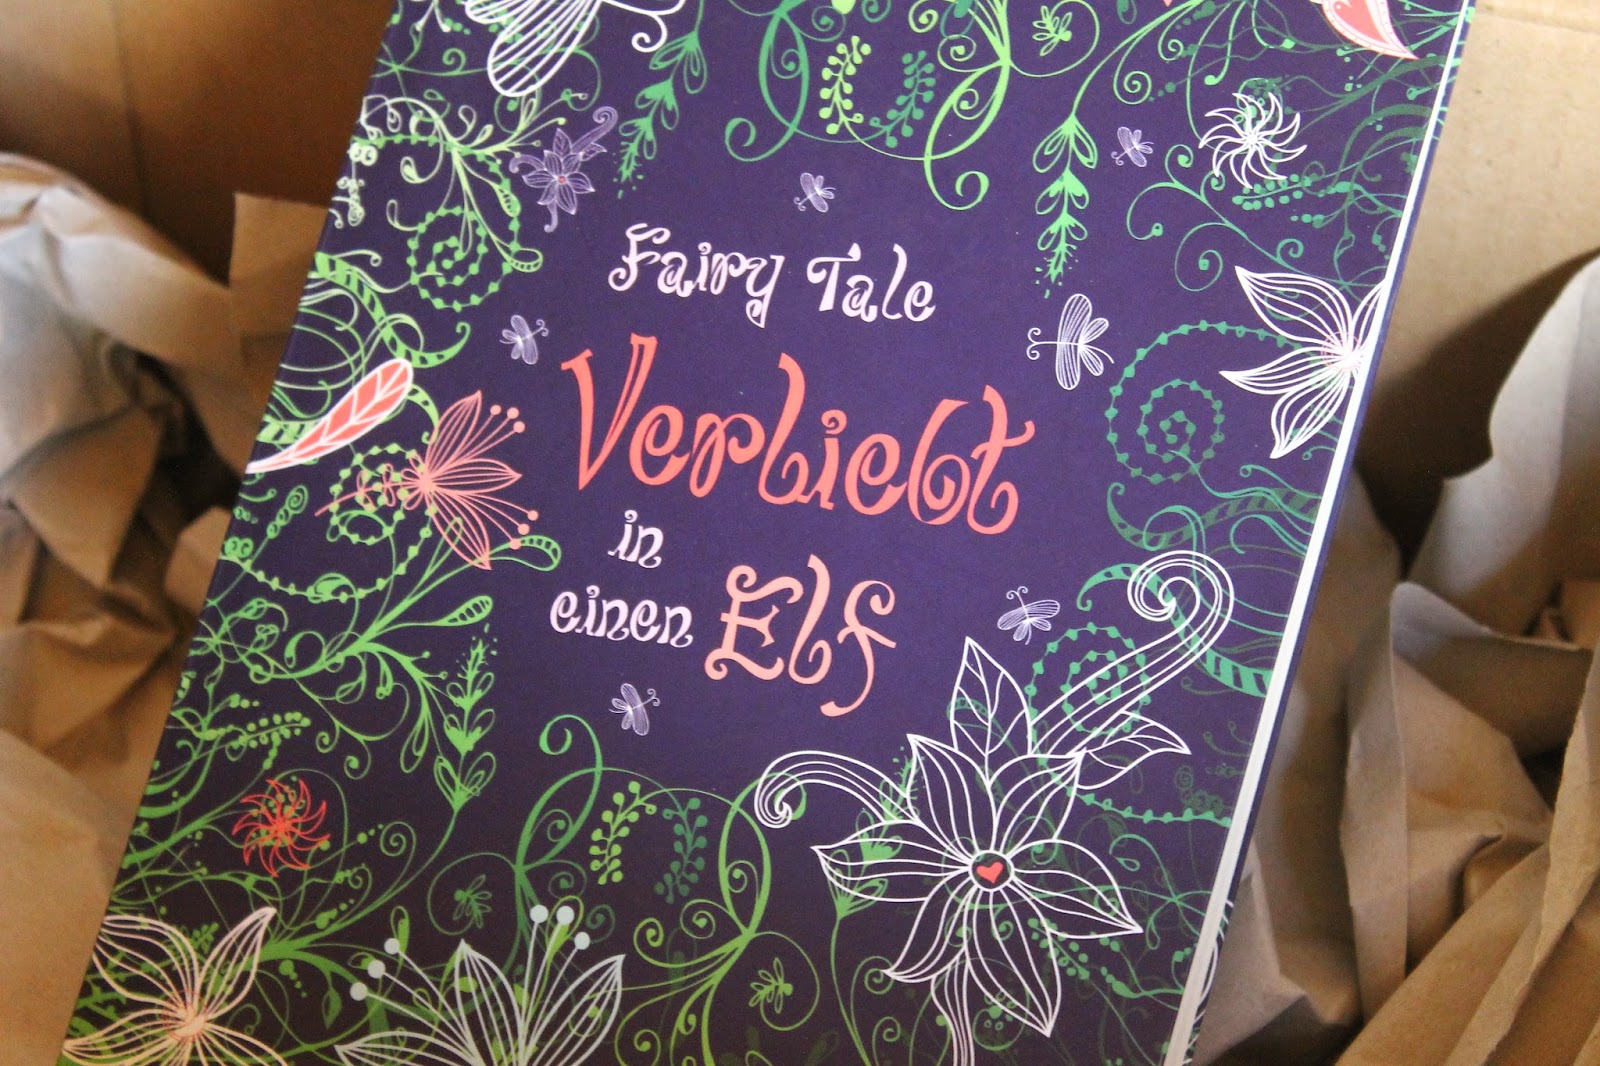 Fairy Tale
Verliebt
in
einen Elf